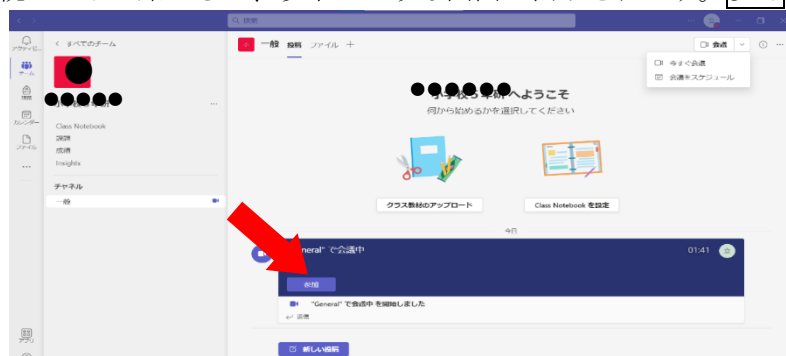 検索
アクティビ...
すべてのチーム
一般 投稿 ファイル +
会議
今すぐ会議
会議をスケジュール
チーム
課題
カレンダー
ファイル
Class Notebook
課題
成績
Insights
チャネル
一般
へようこそ
何から始めるかを選択してください
クラス教材のアップロード
Class Notebook を設定
今日
neral" で会議中
01:41
参加
"General" で会議中 を開始しました
返信
新しい投稿
アプリ